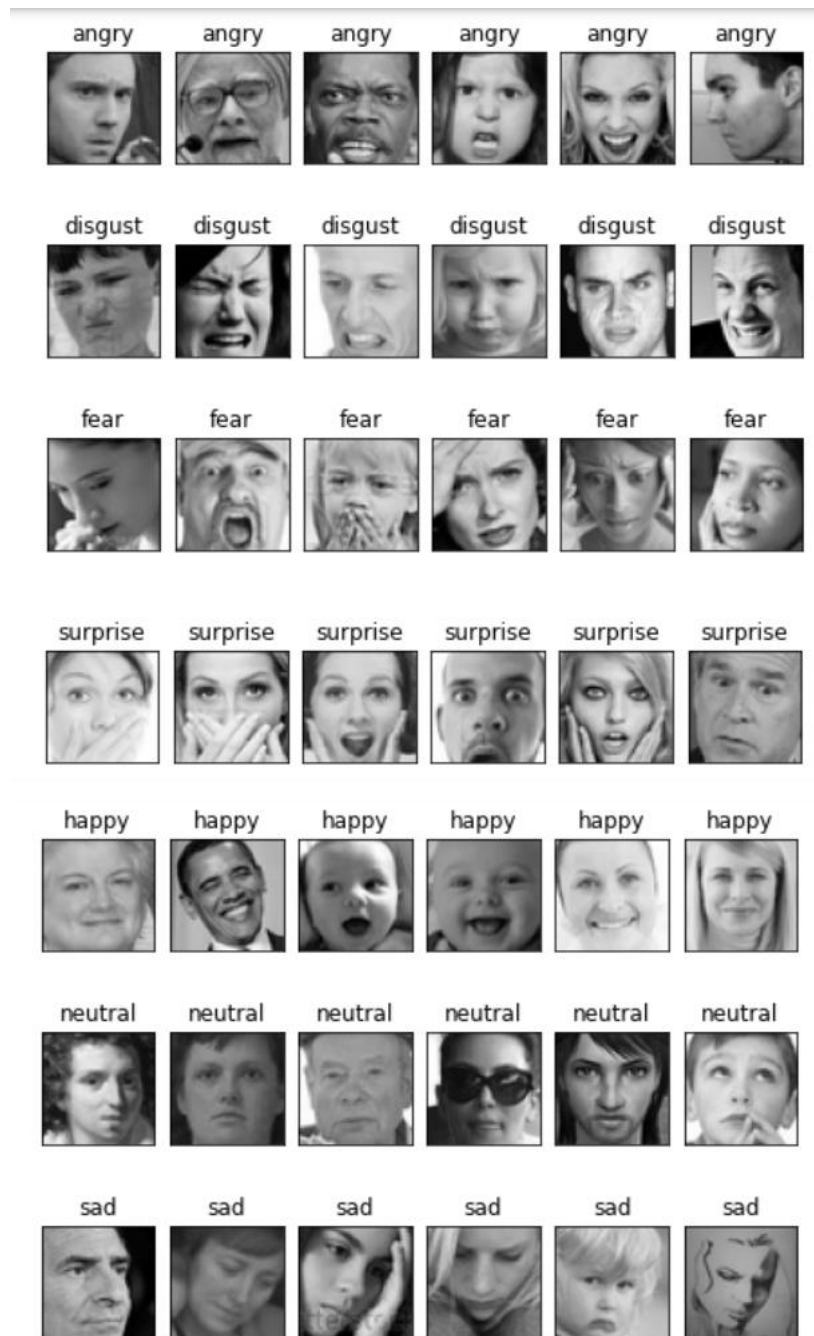 angry angry angry angry angry angry
disgust disgust disgust disgust disgust disgust
fear fear fear fear fear fear
surprise surprise surprise surprise surprise surprise
happy happy happy happy happy happy
neutral neutral neutral neutral neutral neutral
sad sad sad sad sad sad